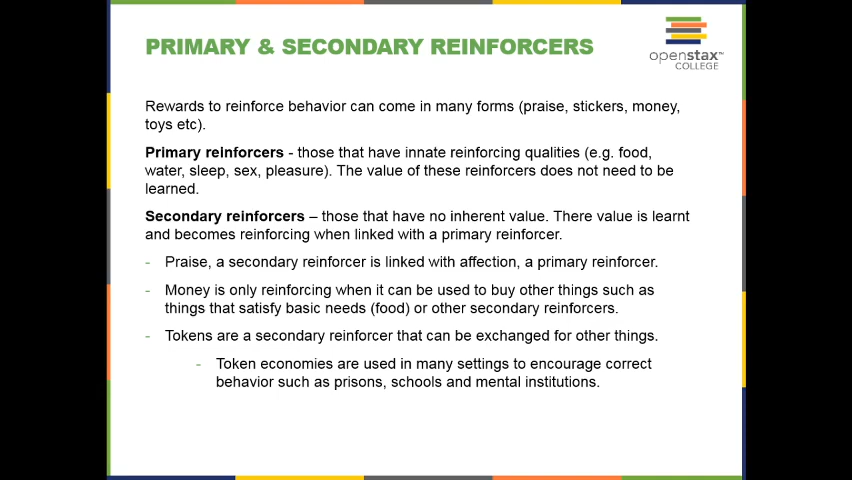 PRIMARY & SECONDARY REINFORCERS
openstax™
COLLEGE
Rewards to reinforce behavior can come in many forms (praise, stickers, money,
toys etc).
Primary reinforcers - those that have innate reinforcing qualities (e.g. food,
water, sleep, sex, pleasure). The value of these reinforcers does not need to be
learned.
Secondary reinforcers – those that have no inherent value. There value is learnt
and becomes reinforcing when linked with a primary reinforcer.
- Praise, a secondary reinforcer is linked with affection, a primary reinforcer.
- Money is only reinforcing when it can be used to buy other things such as
things that satisfy basic needs (food) or other secondary reinforcers.
- Tokens are a secondary reinforcer that can be exchanged for other things.
- Token economies are used in many settings to encourage correct
behavior such as prisons, schools and mental institutions.